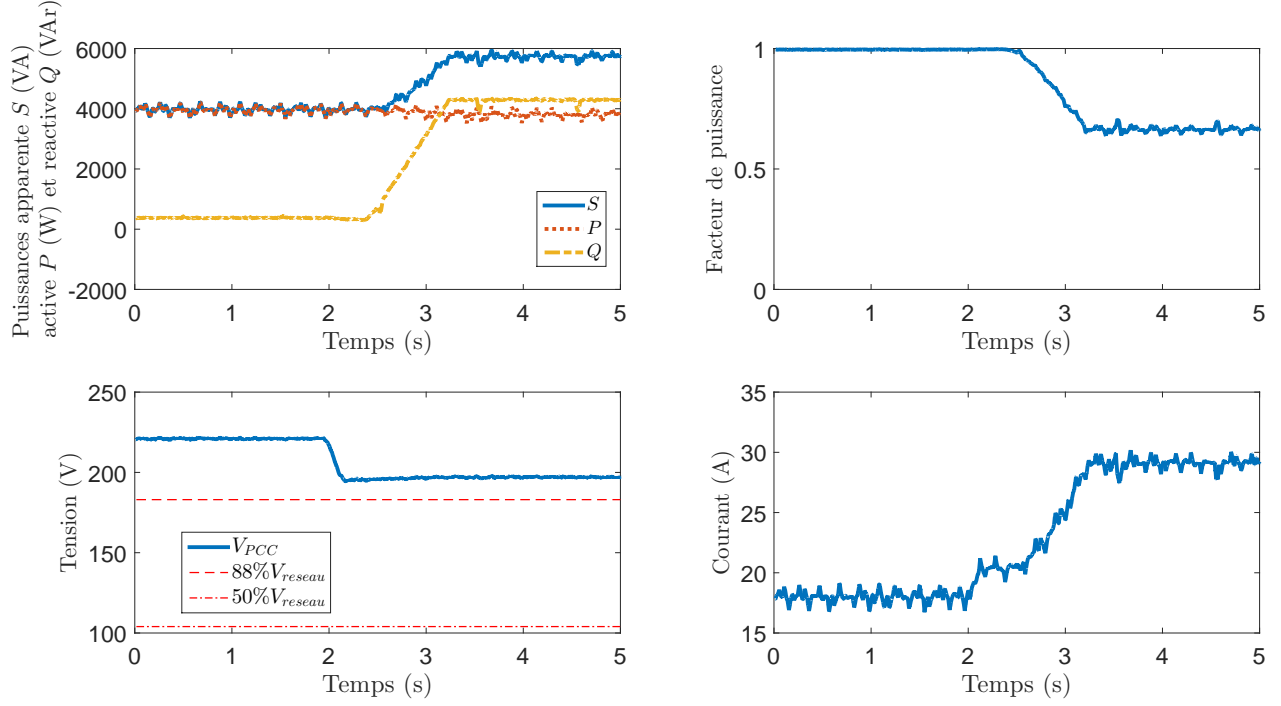 Puissances apparente S (VA)
active P (W) et reactive Q (VAr)
6000
4000
2000
0
-2000
0 1 2 3 4 5
Temps (s)
S
P
Q
Facteur de puissance
1
0.5
0
0 1 2 3 4 5
Temps (s)
Tension (V)
250
200
150
100
0 1 2 3 4 5
Temps (s)
V_PCC
88%V_reseau
50%V_reseau
Courant (A)
35
30
25
20
15
0 1 2 3 4 5
Temps (s)